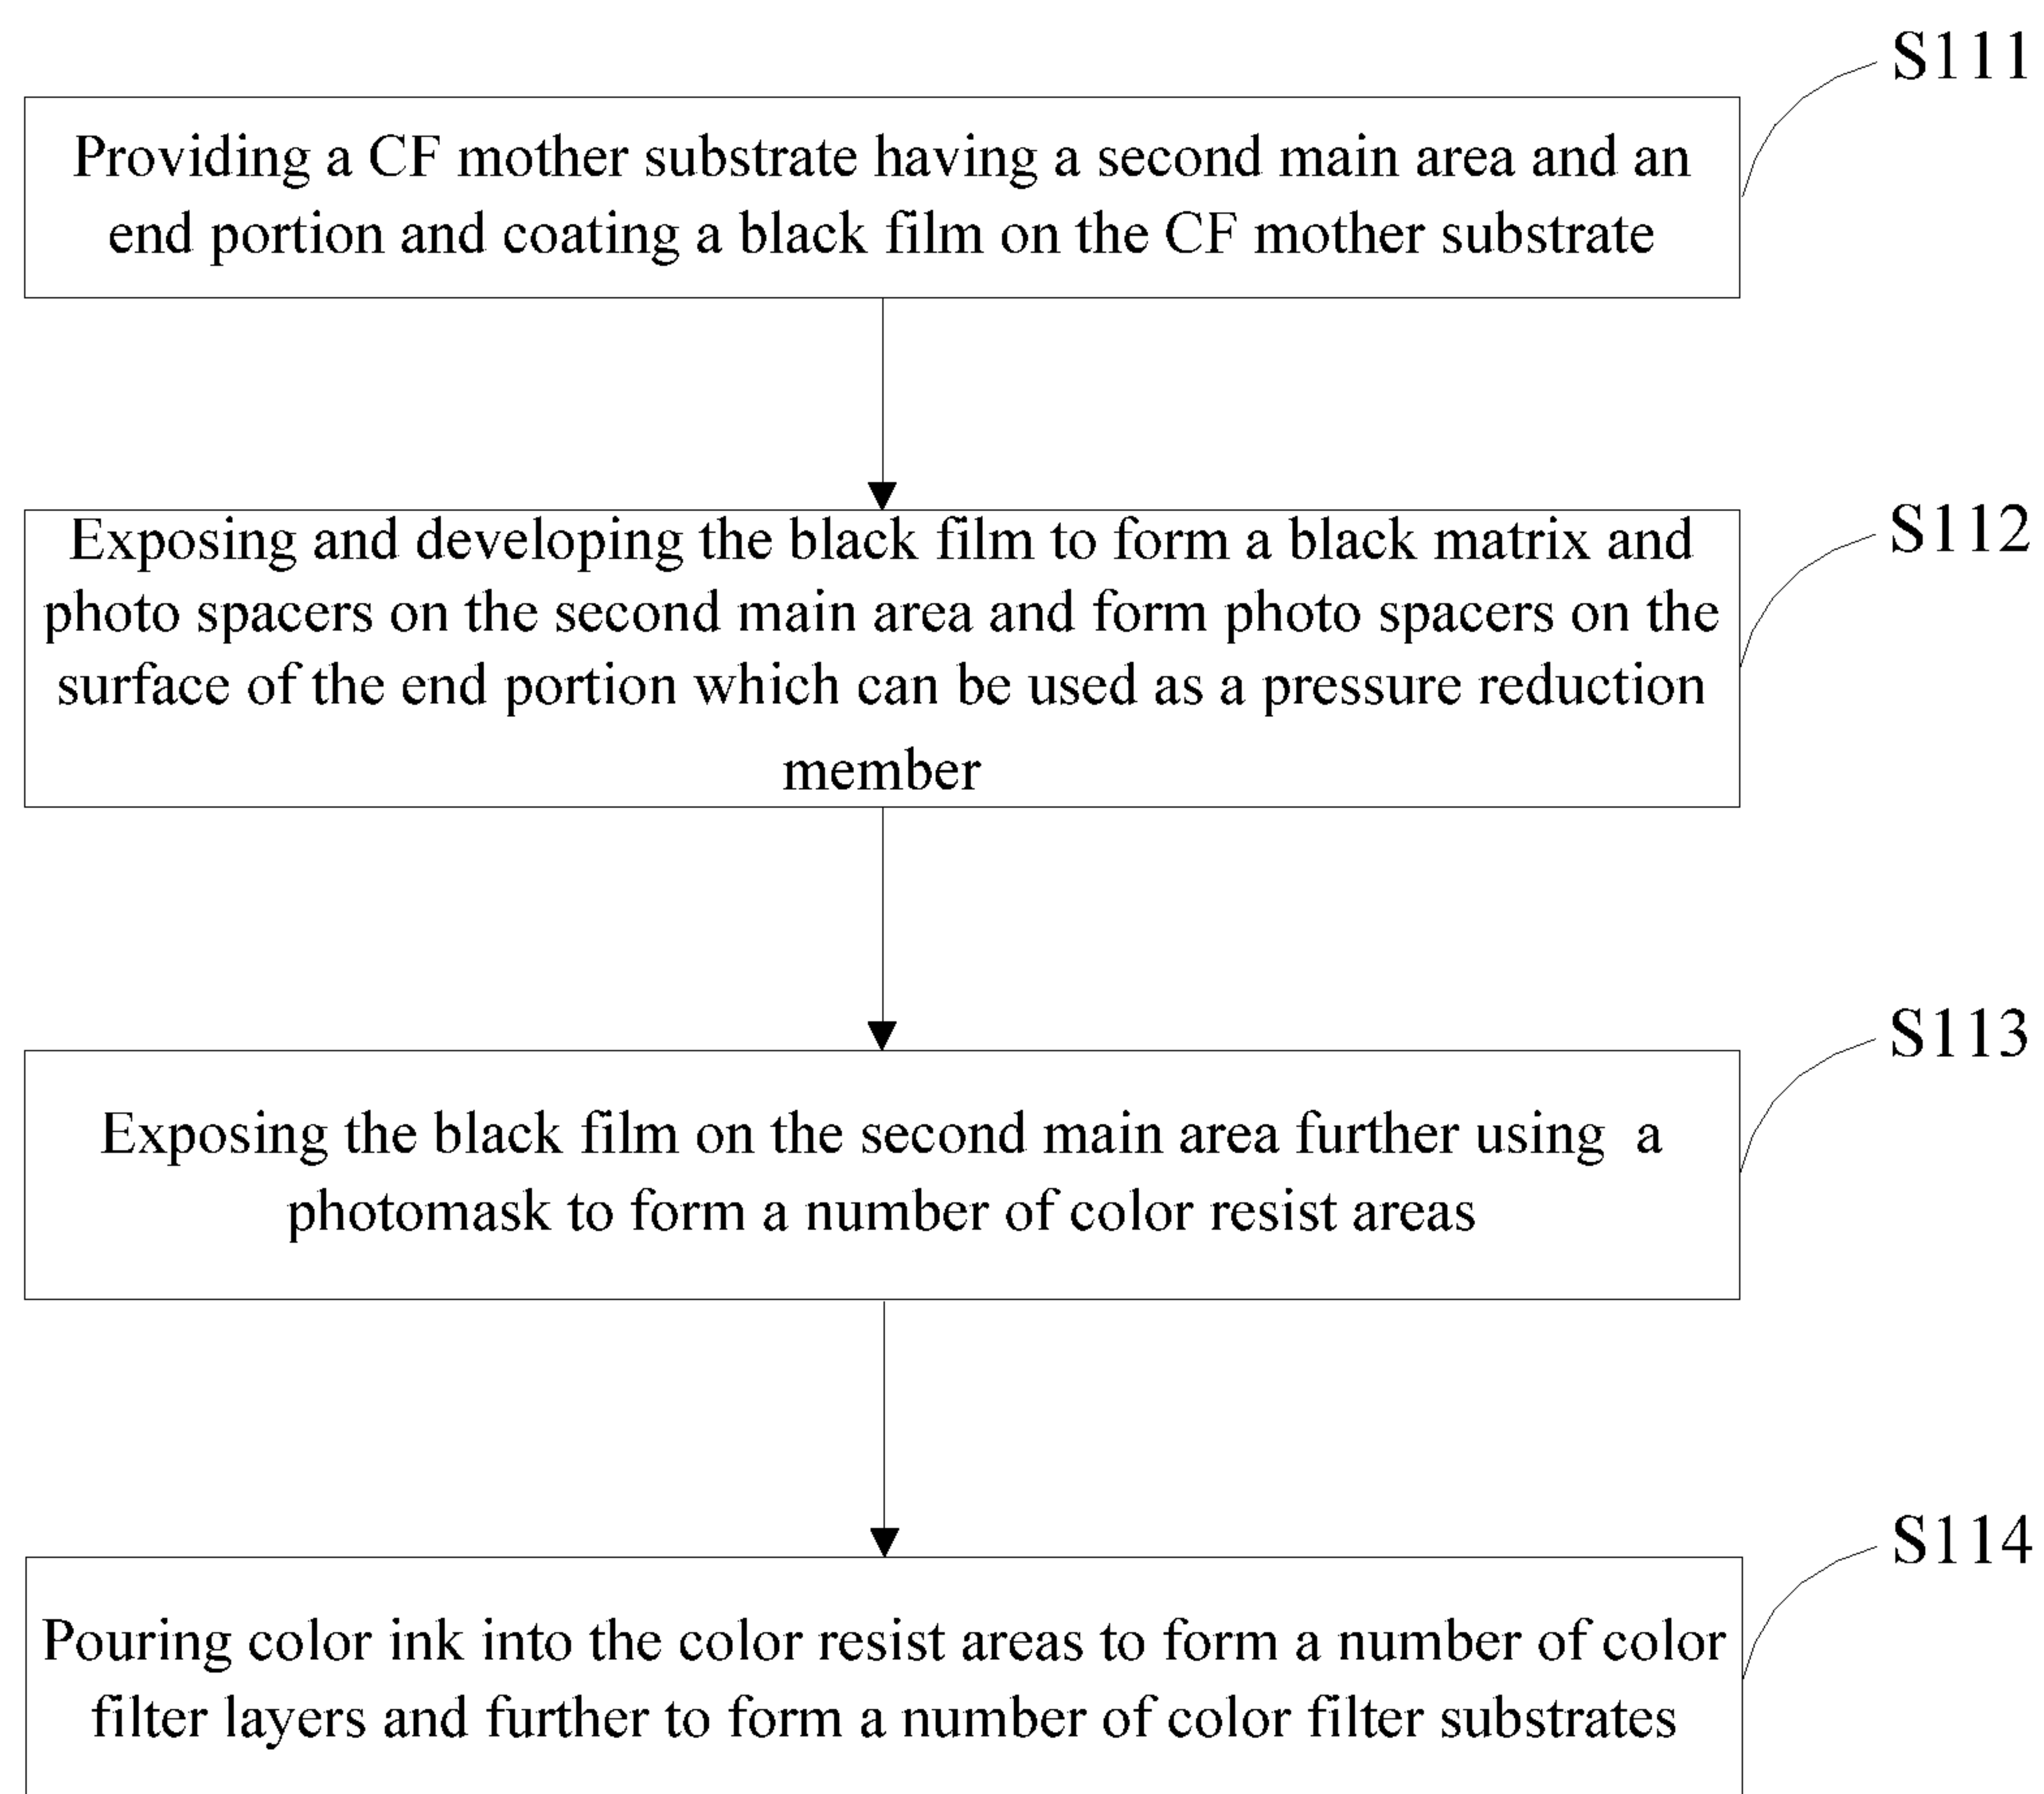 S111
Providing a CF mother substrate having a second main area and an
end portion and coating a black film on the CF mother substrate
S112
Exposing and developing the black film to form a black matrix and
photo spacers on the second main area and form photo spacers on the
surface of the end portion which can be used as a pressure reduction
member
S113
Exposing the black film on the second main area further using a
photomask to form a number of color resist areas
S114
Pouring color ink into the color resist areas to form a number of color
filter layers and further to form a number of color filter substrates